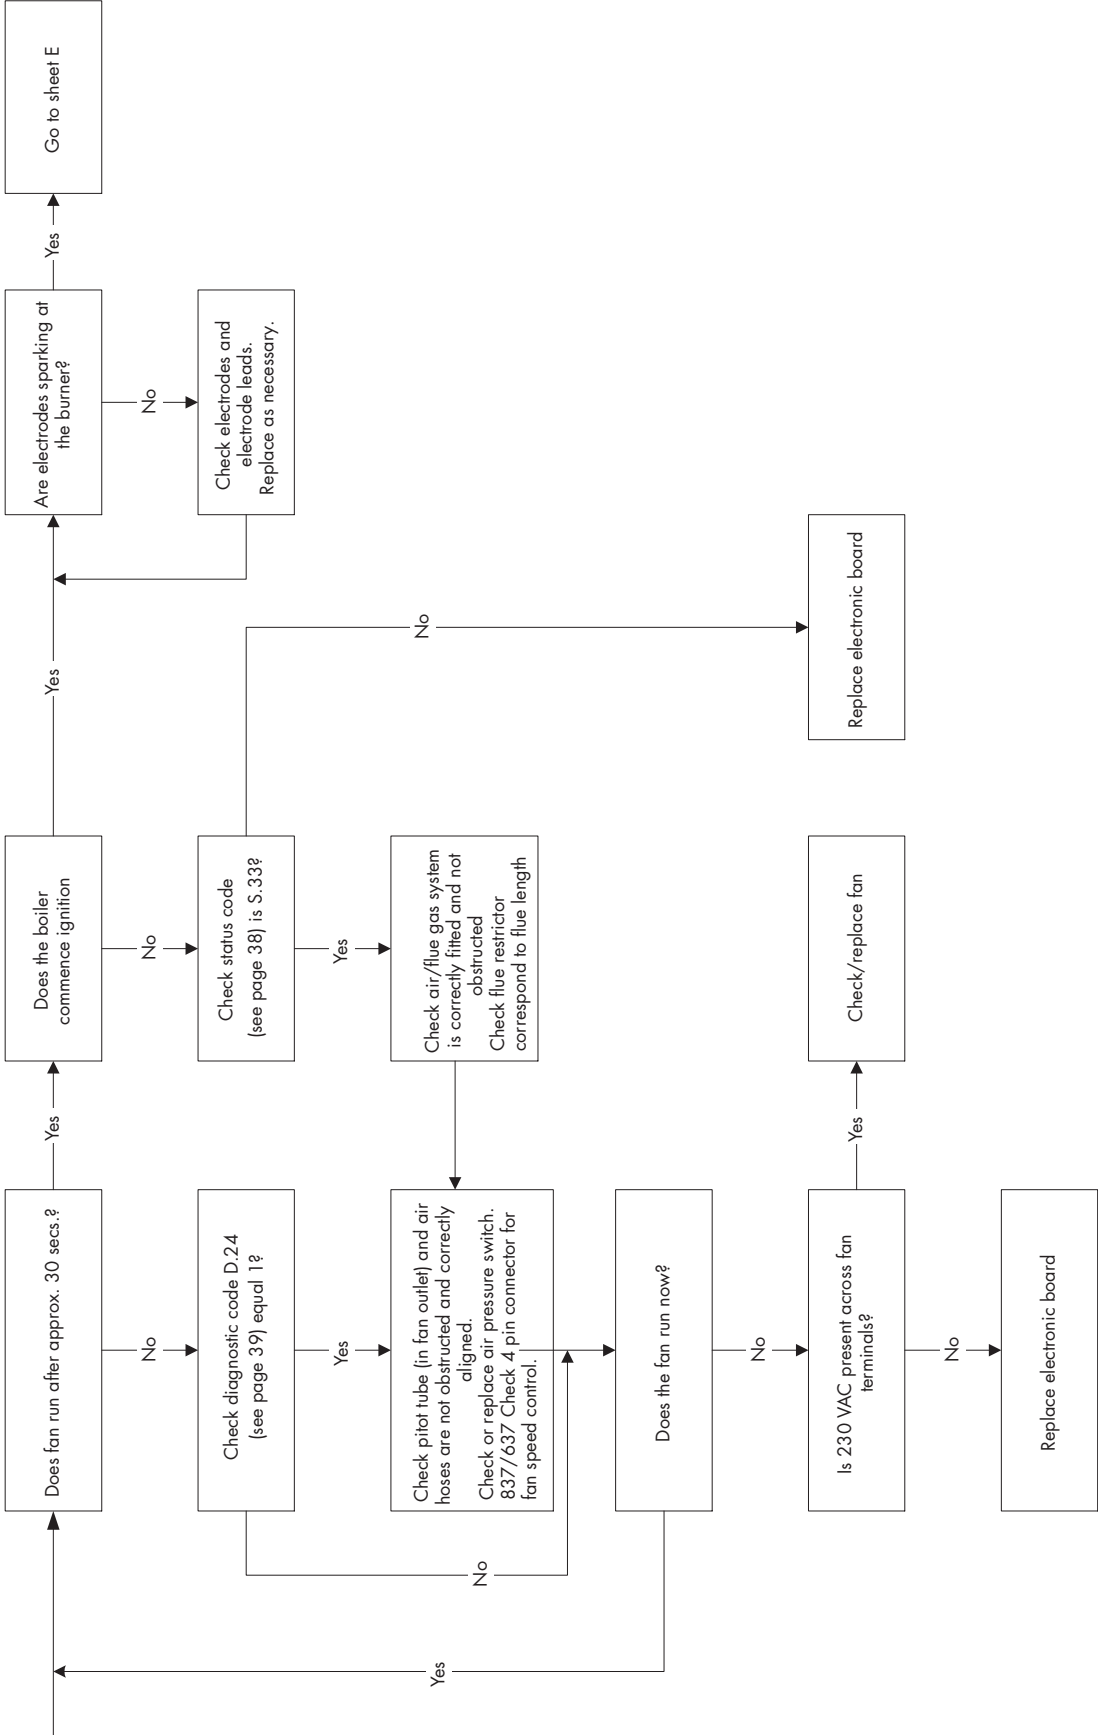 Does fan run after approx. 30 secs.?
Yes
Does the boiler
commence ignition
Yes
Are electrodes sparking at
the burner?
Yes
Go to sheet E
No
Check diagnostic code D.24
(see page 39) equal 1?
No
Check status code
(see page 38) is S.33?
No
Check electrodes and
electrode leads.
Replace as necessary.
Yes
Check pitot tube (in fan outlet) and air
hoses are not obstructed and correctly
aligned.
Check or replace air pressure switch.
837/637 Check 4 pin connector for
fan speed control.
Yes
Check air/flue gas system
is correctly fitted and not
obstructed
Check flue restrictor
correspond to flue length
No
No
Yes
Does the fan run now?
No
Is 230 VAC present across fan
terminals?
Yes
Check/replace fan
Replace electronic board
No
Replace electronic board